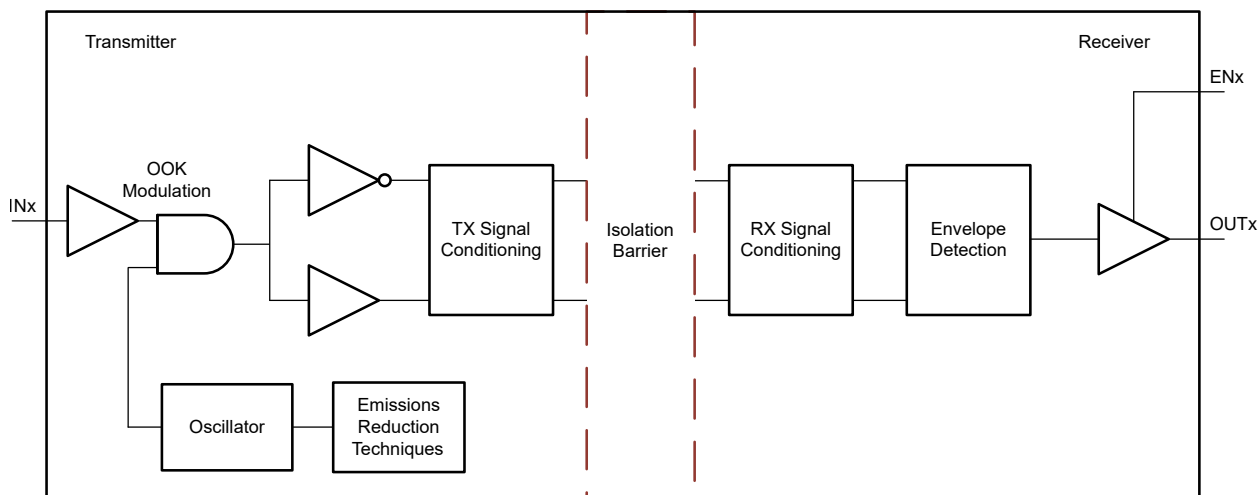 Transmitter
Receiver
ENx
OOK
Modulation
INx
TX Signal
Conditioning
Isolation
Barrier
RX Signal
Conditioning
Envelope
Detection
OUTx
Oscillator
Emissions
Reduction
Techniques